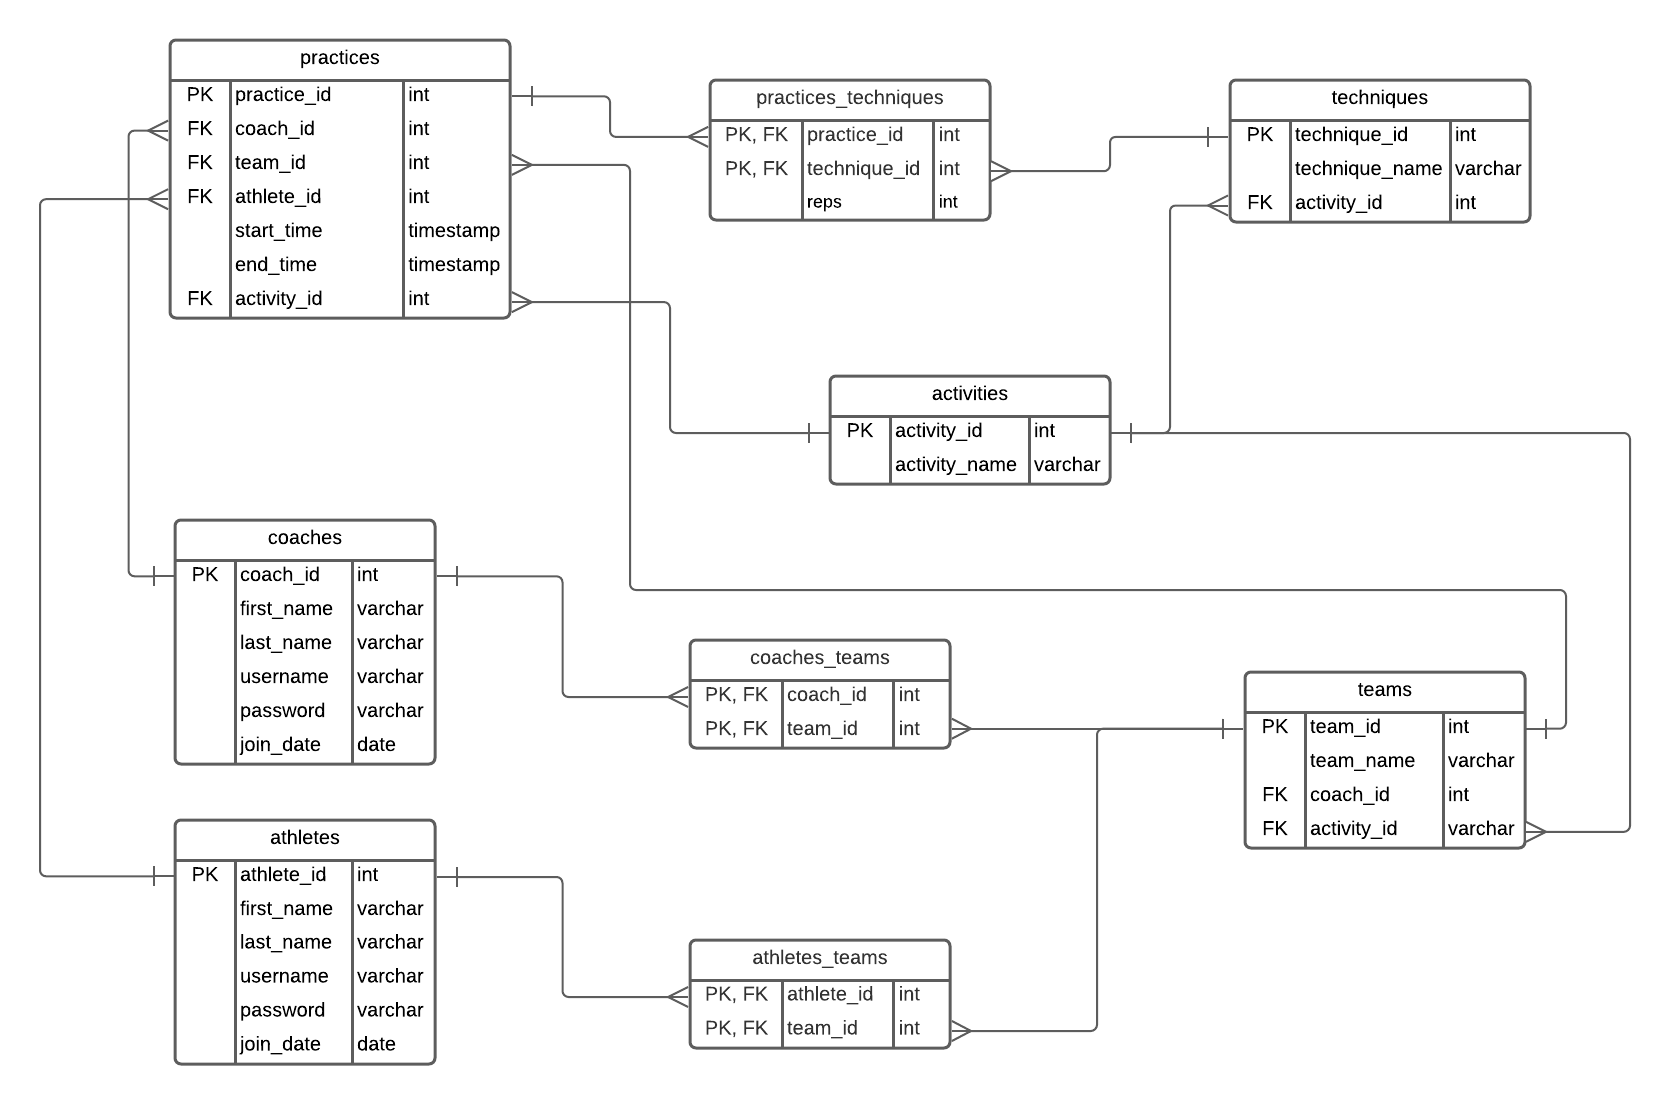 practices
PK practice_id int
FK coach_id int
FK team_id int
FK athlete_id int
start_time timestamp
end_time timestamp
FK activity_id int
practices_techniques
PK, FK practice_id int
PK, FK technique_id int
reps int
techniques
PK technique_id int
technique_name varchar
FK activity_id int
activities
PK activity_id int
activity_name varchar
coaches
PK coach_id int
first_name varchar
last_name varchar
username varchar
password varchar
join_date date
coaches_teams
PK, FK coach_id int
PK, FK team_id int
teams
PK team_id int
team_name varchar
FK coach_id int
FK activity_id varchar
athletes
PK athlete_id int
first_name varchar
last_name varchar
username varchar
password varchar
join_date date
athletes_teams
PK, FK athlete_id int
PK, FK team_id int